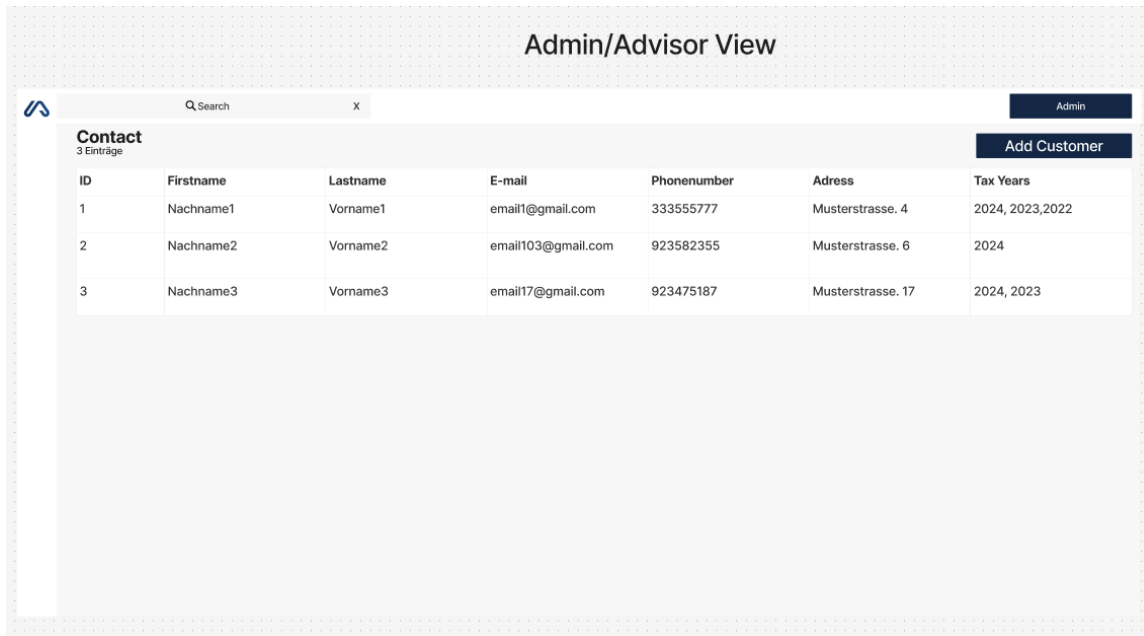 Admin/Advisor View
Search X Admin
Contact
3 Einträge
Add Customer
ID Firstname Lastname E-mail Phonenumber Adress Tax Years
1 Nachname1 Vorname1 email1@gmail.com 333555777 Musterstrasse. 4 2024, 2023,2022
2 Nachname2 Vorname2 email103@gmail.com 923582355 Musterstrasse. 6 2024
3 Nachname3 Vorname3 email17@gmail.com 923475187 Musterstrasse. 17 2024, 2023